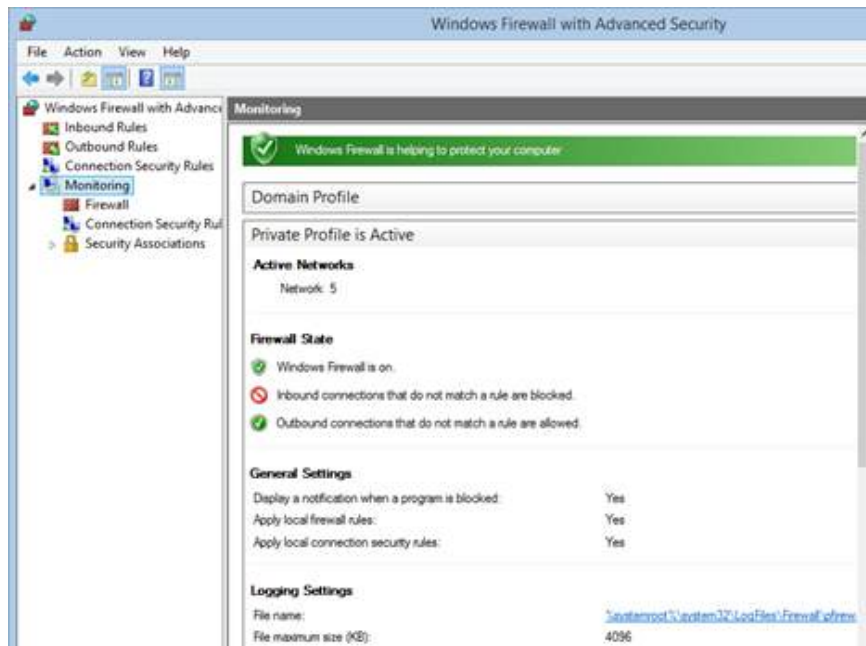 Windows Firewall with Advanced Security
File Action View Help
Windows Firewall with Advance
Inbound Rules
Outbound Rules
Connection Security Rules
Monitoring
Firewall
Connection Security Rul
Security Associations
Monitoring
Windows Firewall is helping to protect your computer
Domain Profile
Private Profile is Active
Active Networks
Network 5
Firewall State
Windows Firewall is on.
Inbound connections that do not match a rule are blocked.
Outbound connections that do not match a rule are allowed.
General Settings
Display a notification when a program is blocked: Yes
Apply local firewall rules: Yes
Apply local connection security rules: Yes
Logging Settings
File name: %systemroot%\system32\LogFiles\Firewall\pfirew
File maximum size (KB): 4096